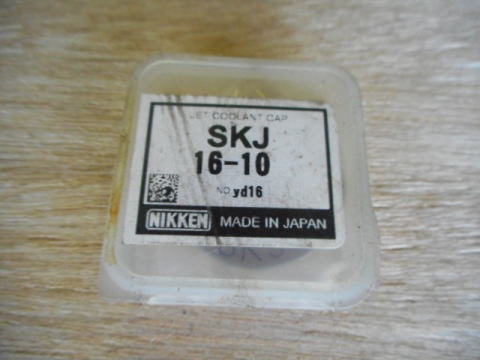 JET COOLANT CAP
SKJ
16-10
NO. yd16
NIKKEN MADE IN JAPAN